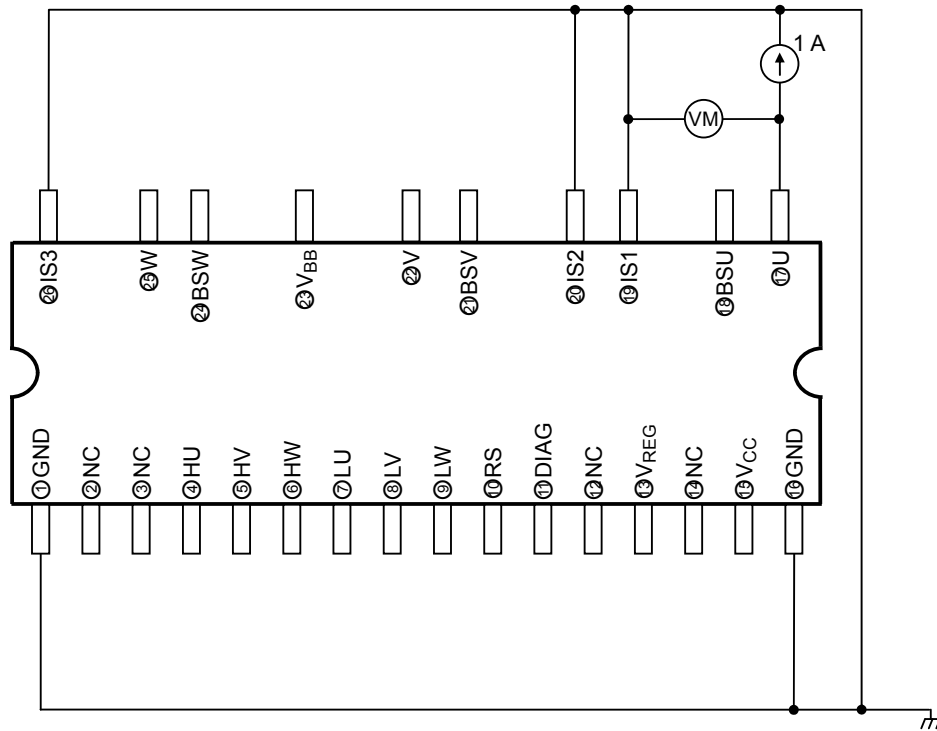 1 A
VM
㉖IS3
㉕W
㉔BSW
㉓VBB
㉒V
㉑BSV
⑳IS2
⑲IS1
⑱BSU
⑰U
①GND
②NC
③NC
④HU
⑤HV
⑥HW
⑦LU
⑧LV
⑨LW
⑩RS
⑪DIAG
⑫NC
⑬VREG
⑭NC
⑮VCC
⑯GND